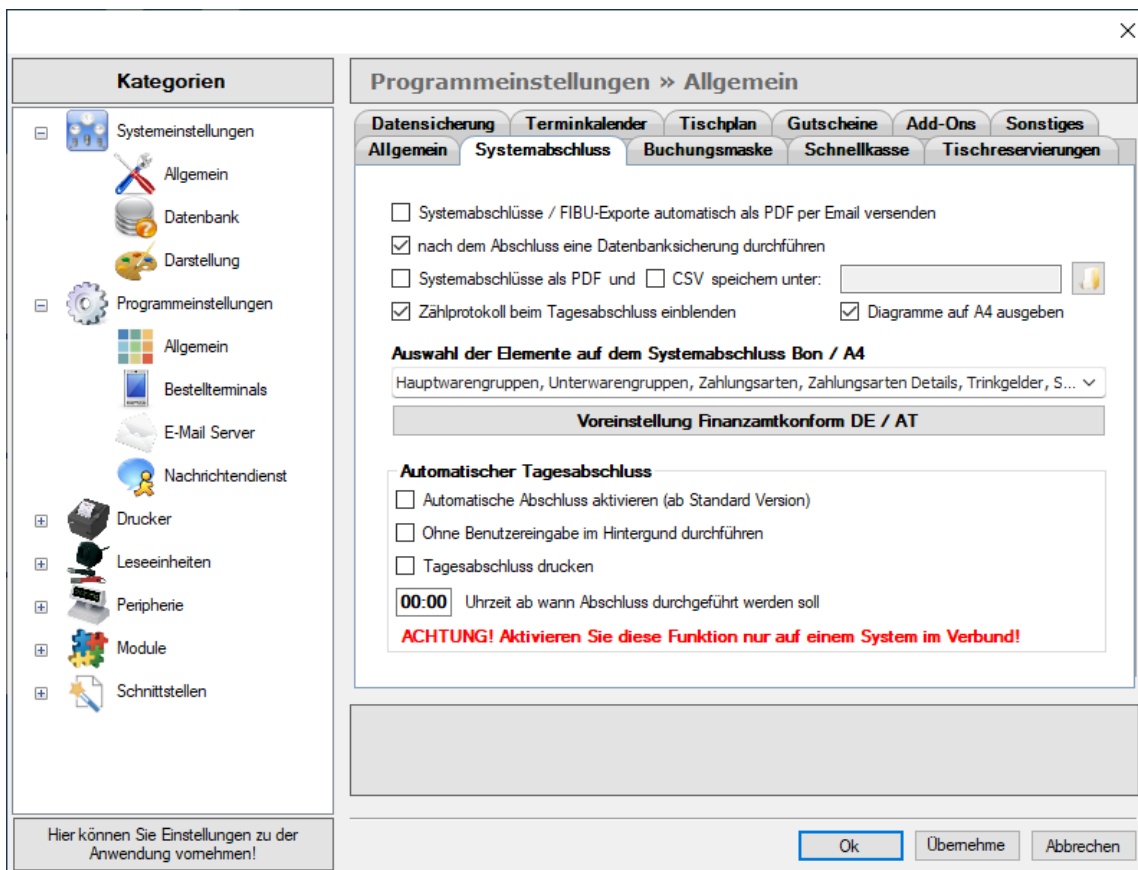 Kategorien
Systemeinstellungen
Allgemein
Datenbank
Darstellung
Programmeinstellungen
Allgemein
Bestellterminals
E-Mail Server
Nachrichtendienst
Drucker
Leseeinheiten
Peripherie
Module
Schnittstellen
Hier können Sie Einstellungen zu der
Anwendung vornehmen!
Programmeinstellungen » Allgemein
Datensicherung Terminkalender Tischplan Gutscheine Add-Ons Sonstiges
Allgemein Systemabschluss Buchungsmaske Schnellkasse Tischreservierungen
Systemabschlüsse / FIBU-Exporte automatisch als PDF per Email versenden
nach dem Abschluss eine Datenbanksicherung durchführen
Systemabschlüsse als PDF und CSV speichern unter:
Zählprotokoll beim Tagesabschluss einblenden Diagramme auf A4 ausgeben
Auswahl der Elemente auf dem Systemabschluss Bon / A4
Hauptwarengruppen, Unterwarengruppen, Zahlungsarten, Zahlungsarten Details, Trinkgelder, S...
Voreinstellung Finanzamtkonform DE / AT
Automatischer Tagesabschluss
Automatische Abschluss aktivieren (ab Standard Version)
Ohne Benutzereingabe im Hintergund durchführen
Tagesabschluss drucken
00:00 Uhrzeit ab wann Abschluss durchgeführt werden soll
ACHTUNG! Aktivieren Sie diese Funktion nur auf einem System im Verbund!
Ok Übernehme Abbrechen